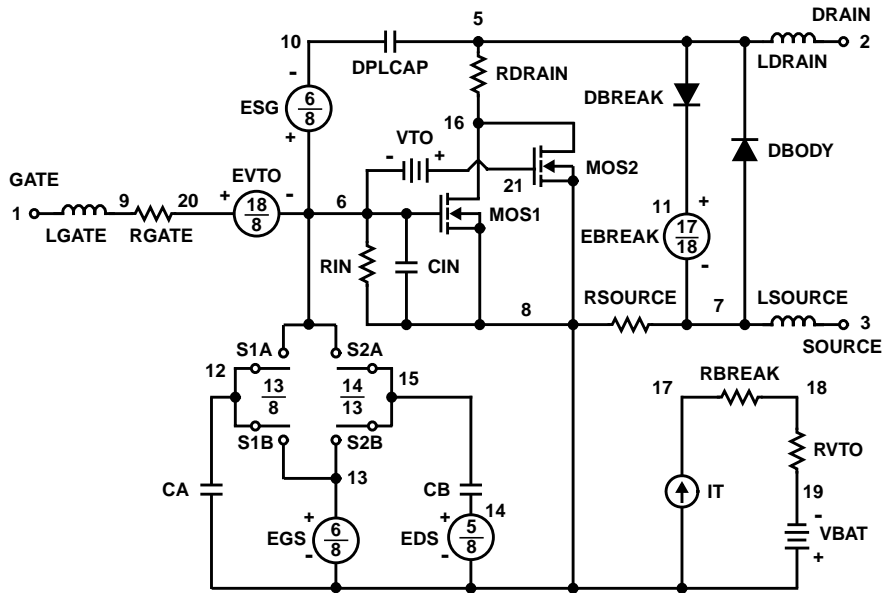 5
DRAIN
10
2
DPLCAP
RDRAIN
LDRAIN
-
DBREAK
ESG
6
8
+
16
VTO
-
+
DBODY
MOS2
GATE
EVTO
21
9
20
+
18
8
-
6
11
+
1
MOS1
LGATE
RGATE
EBREAK
17
18
RIN
CIN
-
8
RSOURCE
7
LSOURCE
3
SOURCE
S1A
S2A
12
13
8
14
13
15
RBREAK
17
18
S1B
S2B
RVTO
13
CA
CB
IT
19
14
+
+
-
EGS
6
8
EDS
5
8
VBAT
-
-
+